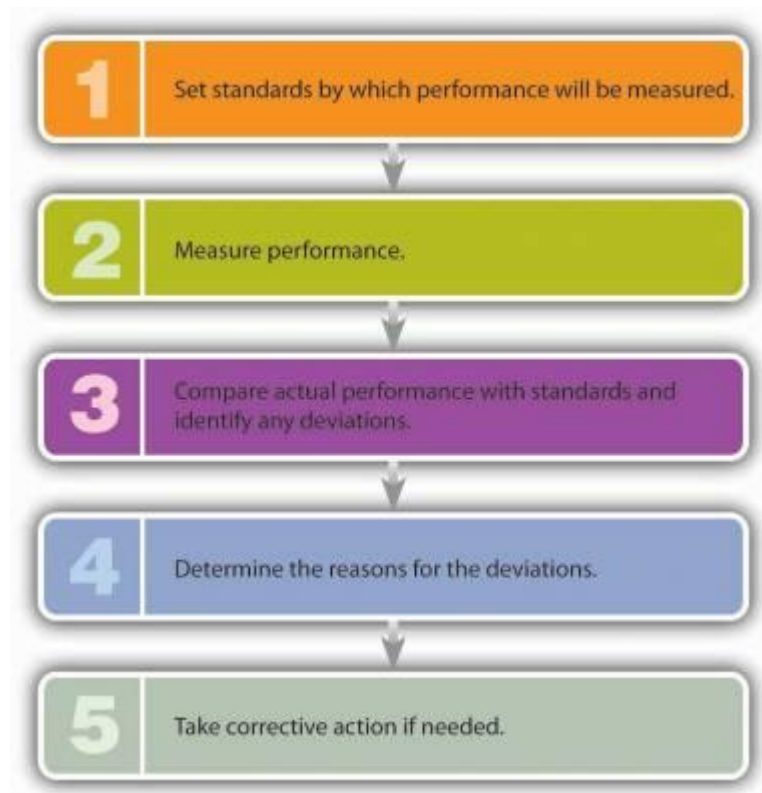 1
Set standards by which performance will be measured.
2
Measure performance.
3
Compare actual performance with standards and
identify any deviations.
4
Determine the reasons for the deviations.
5
Take corrective action if needed.